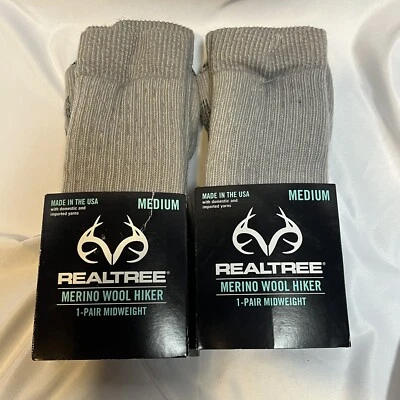 MADE IN THE USA
with domestic and
imported yarns
MEDIUM
REALTREE®
MERINO WOOL HIKER
1-PAIR MIDWEIGHT
MADE IN THE USA
with domestic and
imported yarns
MEDIUM
REALTREE®
MERINO WOOL HIKER
1-PAIR MIDWEIGHT